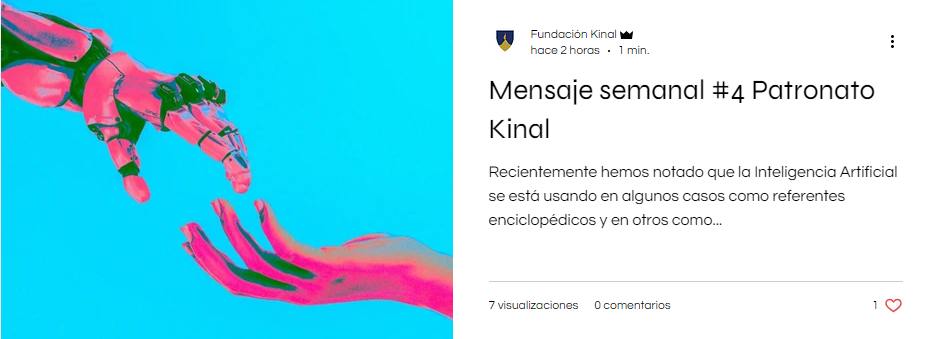 Fundación Kinal
hace 2 horas · 1 min.
Mensaje semanal #4 Patronato
Kinal
Recientemente hemos notado que la Inteligencia Artificial
se está usando en algunos casos como referentes
enciclopédicos y en otros como...
7 visualizaciones 0 comentarios 1